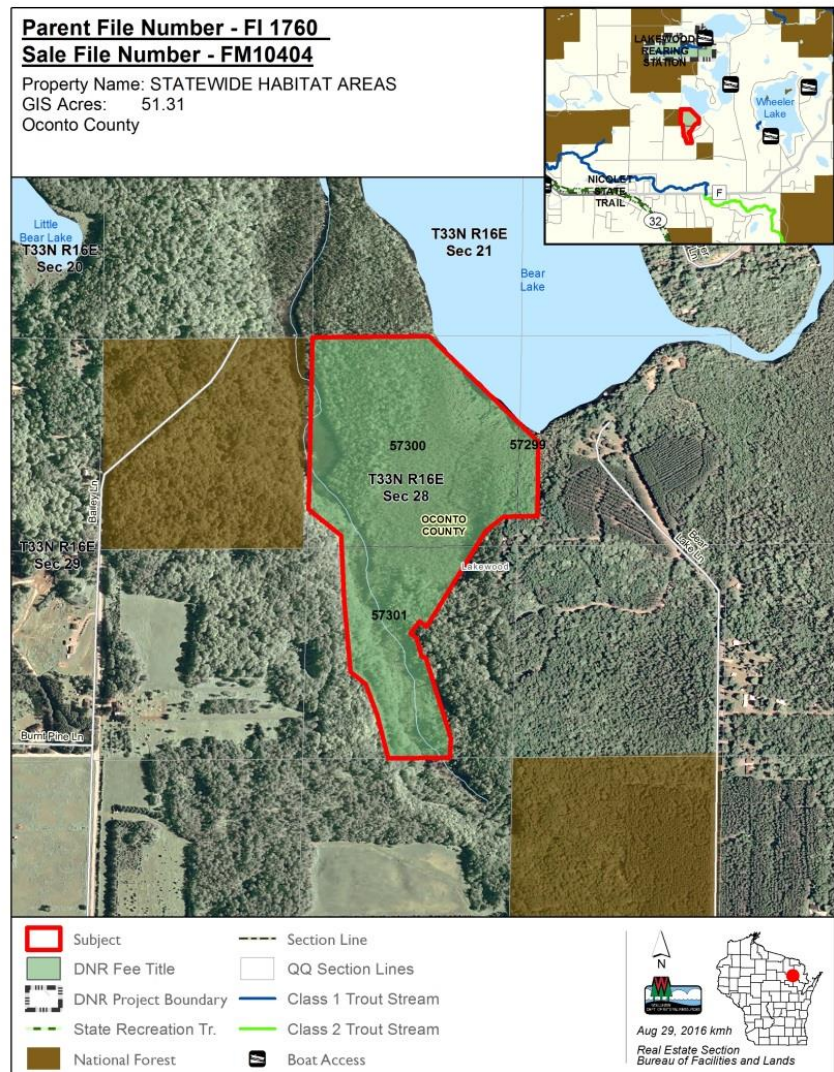 Parent File Number - FI 1760
Sale File Number - FM10404
Property Name: STATEWIDE HABITAT AREAS
GIS Acres: 51.31
Oconto County
LAKEWOOD
REARING
STATION
Wheeler
Lake
NICOLET
STATE
TRAIL
F
32
Little
Bear Lake
T33N R16E
Sec 20
T33N R16E
Sec 21
Bear
Lake
57300
57299
T33N R16E
Sec 28
OCONTO
COUNTY
Lakewood
Bailey Ln
T33N R16E
Sec 29
Bear
Lake Ln
57301
Burnt Pine Ln
Subject
DNR Fee Title
DNR Project Boundary
State Recreation Tr.
National Forest
Section Line
QQ Section Lines
Class 1 Trout Stream
Class 2 Trout Stream
Boat Access
N
Aug 29, 2016 kmh
Real Estate Section
Bureau of Facilities and Lands